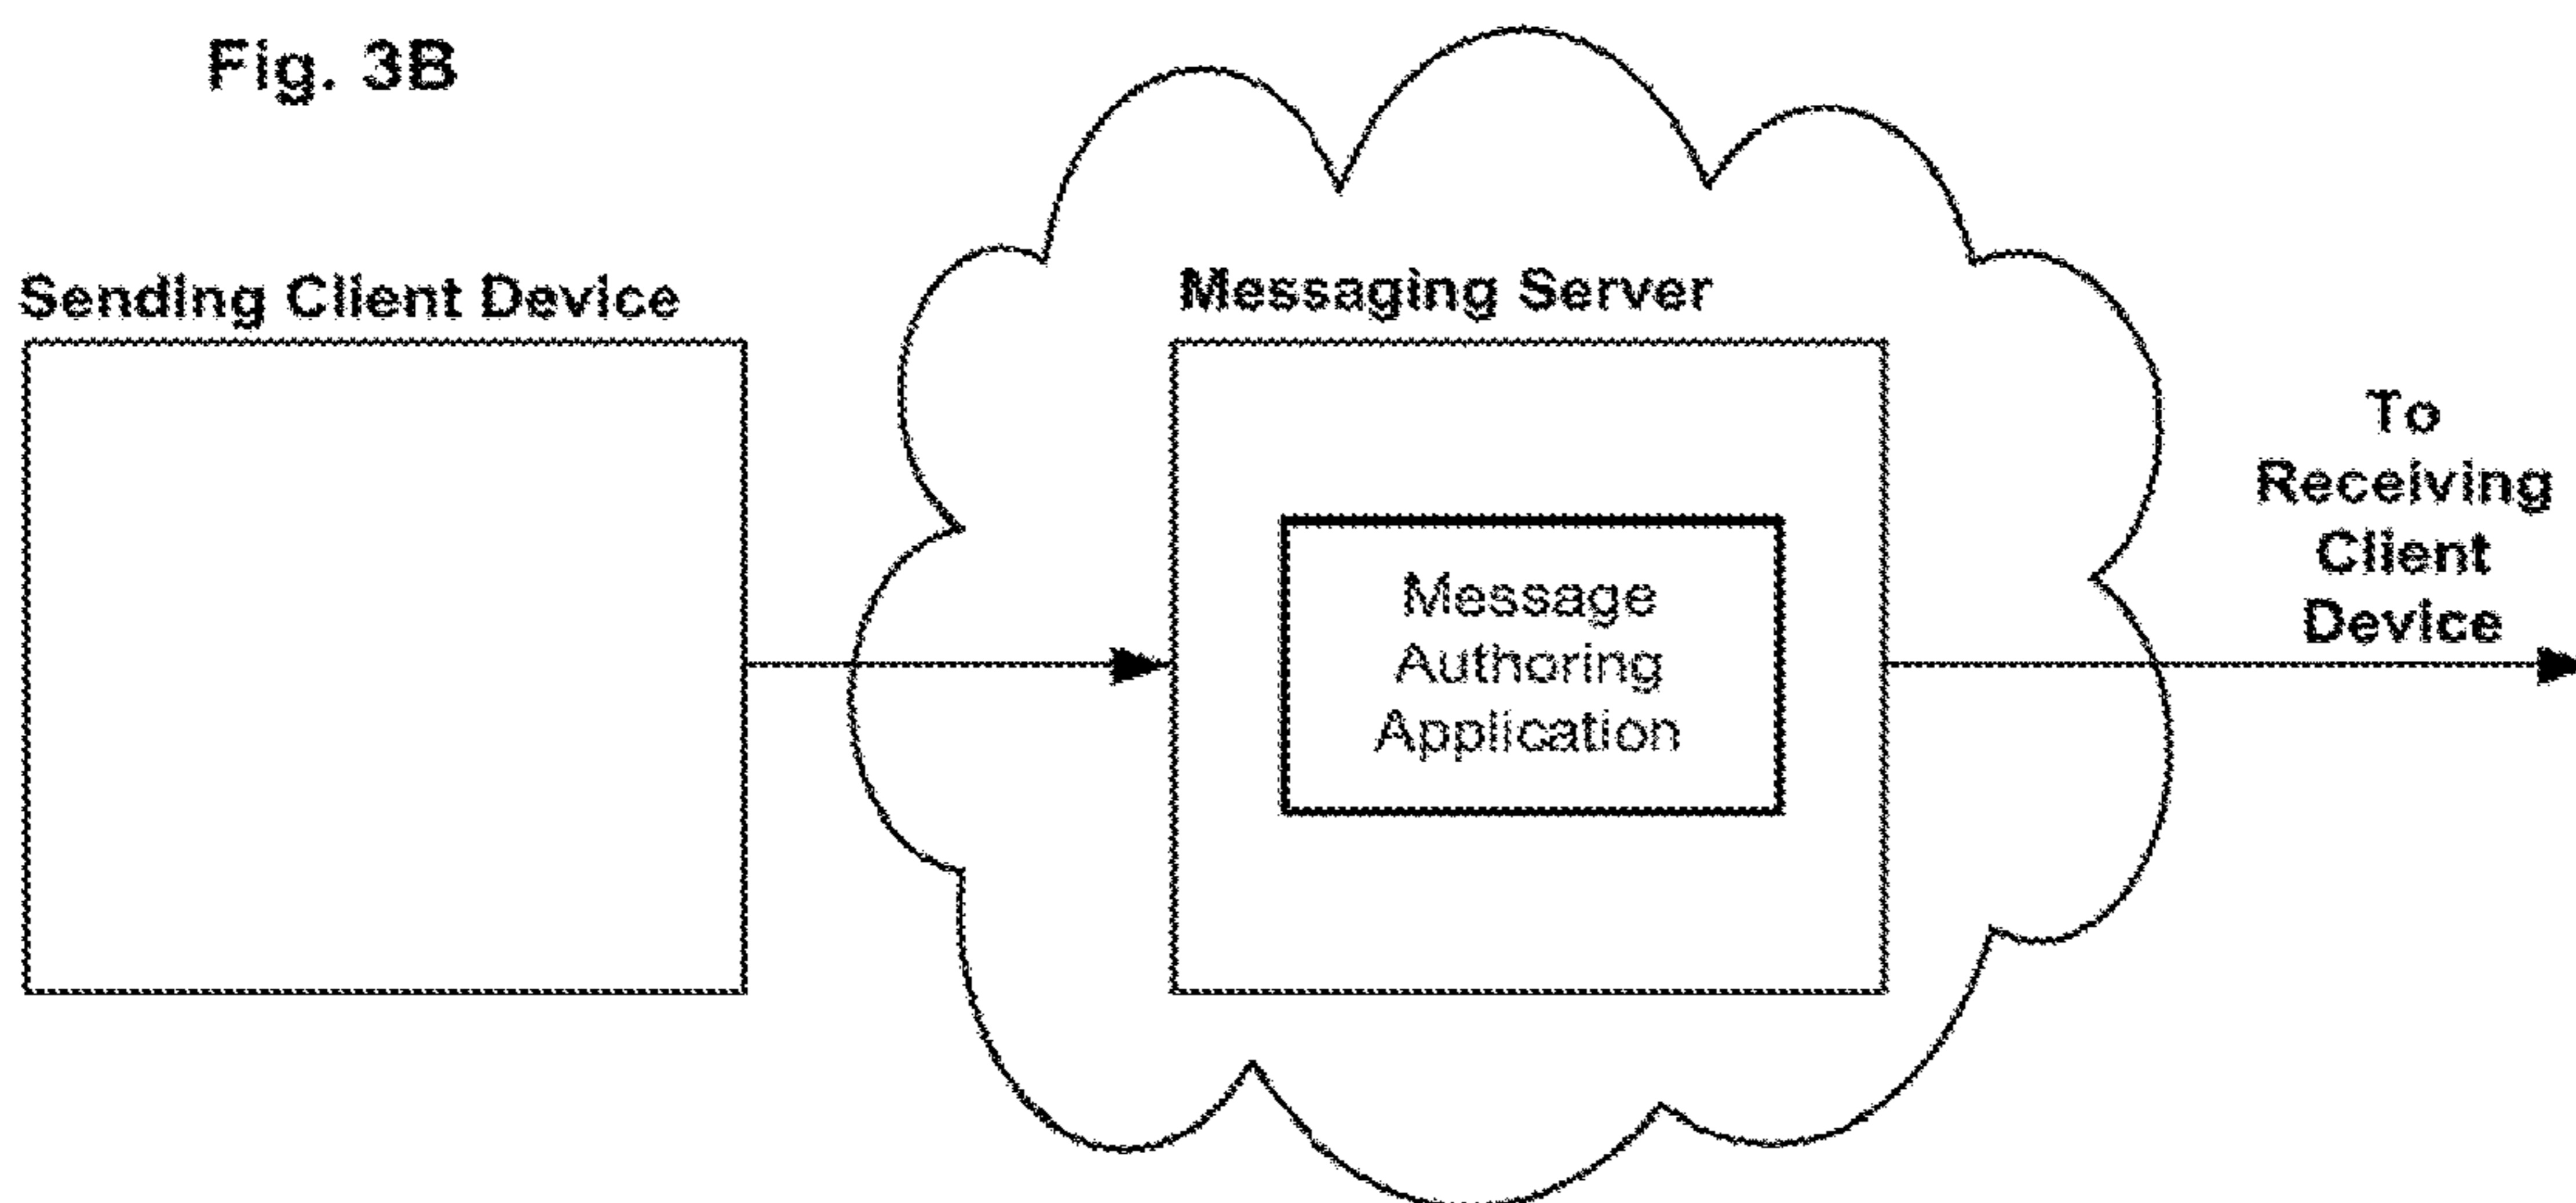 Fig. 3B
Sending Client Device
Messaging Server
Message
Authoring
Application
To
Receiving
Client
Device